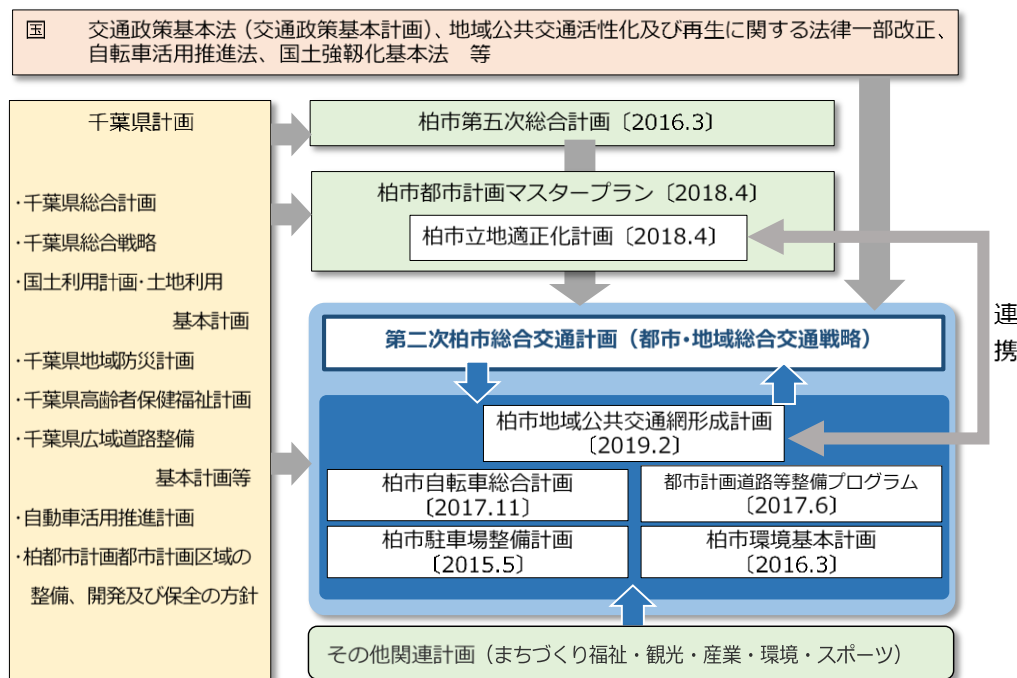 国　交通政策基本法（交通政策基本計画）、地域公共交通活性化及び再生に関する法律一部改正、
自転車活用推進法、国土強靱化基本法　等
千葉県計画
・千葉県総合計画
・千葉県総合戦略
・国土利用計画・土地利用
基本計画
・千葉県地域防災計画
・千葉県高齢者保健福祉計画
・千葉県広域道路整備
基本計画等
・自動車活用推進計画
・柏都市計画都市計画区域の
整備、開発及び保全の方針
柏市第五次総合計画〔2016.3〕
柏市都市計画マスタープラン〔2018.4〕
柏市立地適正化計画〔2018.4〕
第二次柏市総合交通計画（都市・地域総合交通戦略）
柏市地域公共交通網形成計画
〔2019.2〕
柏市自転車総合計画
〔2017.11〕
都市計画道路等整備プログラム
〔2017.6〕
柏市駐車場整備計画
〔2015.5〕
柏市環境基本計画
〔2016.3〕
その他関連計画（まちづくり福祉・観光・産業・環境・スポーツ）
連
携